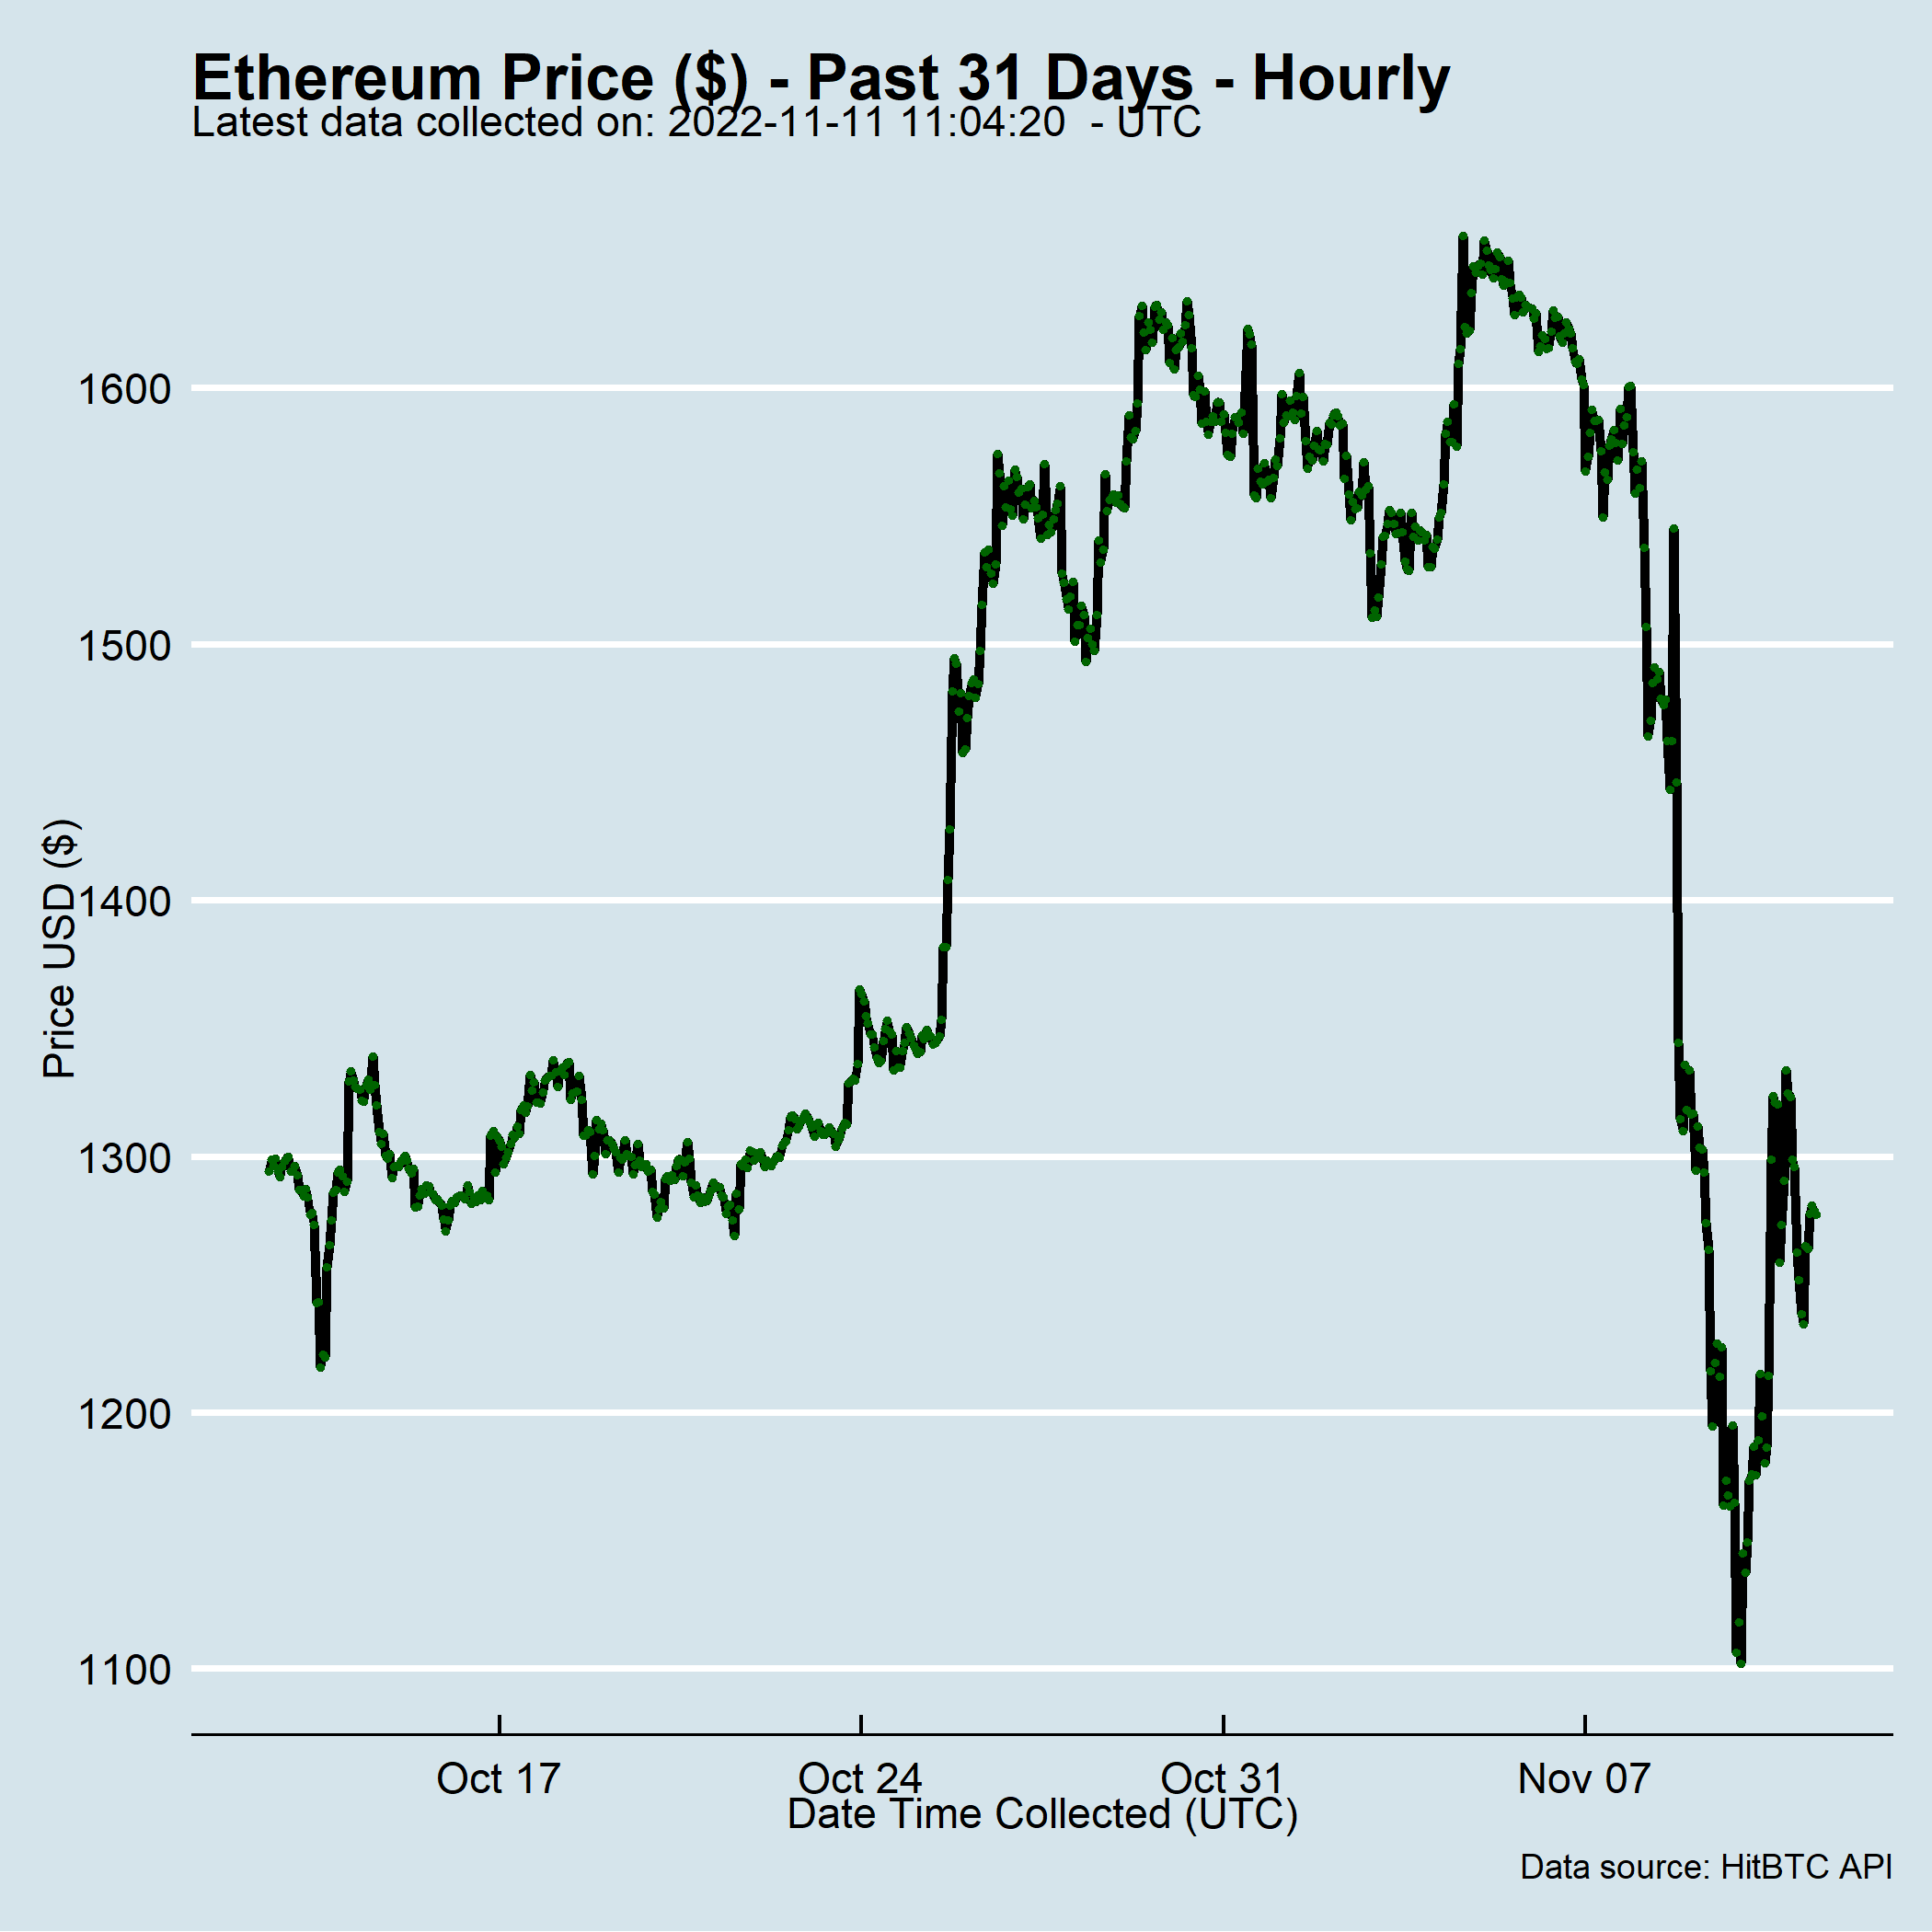 Ethereum Price ($) - Past 31 Days - Hourly
Latest data collected on: 2022-11-11 11:04:20  - UTC
1600
1500
1400
1300
1200
1100
Price USD ($)
Oct 17
Oct 24
Oct 31
Nov 07
Date Time Collected (UTC)
Data source: HitBTC API